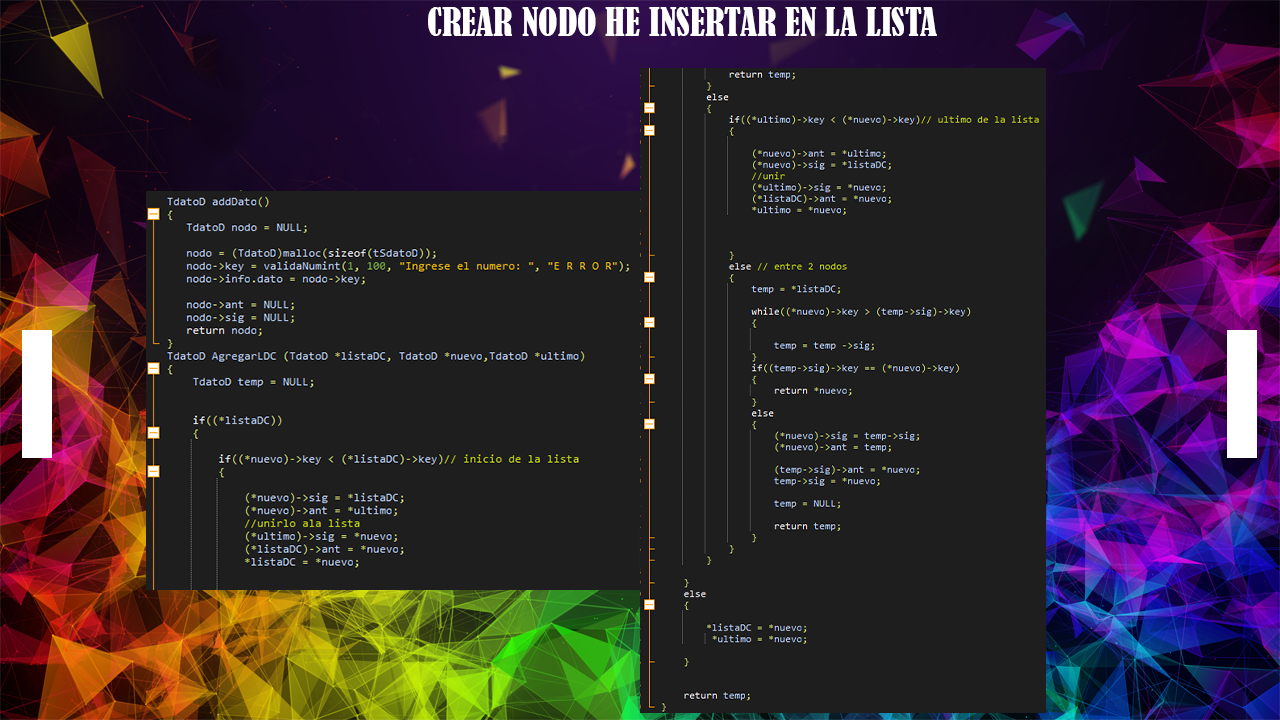 CREAR NODO HE INSERTAR EN LA LISTA
TdatoD addDato()
{
TdatoD nodo = NULL;
nodo = (TdatoD)malloc(sizeof(tSdatoD));
nodo->key = validaNumint(1, 100, "Ingrese el numero: ", "E R R O R");
nodo->info.dato = nodo->key;
nodo->ant = NULL;
nodo->sig = NULL;
return nodo;
}
TdatoD AgregarLDC (TdatoD *listaDC, TdatoD *nuevo,TdatoD *ultimo)
{
TdatoD temp = NULL;
if((*listaDC))
{
if((*nuevo)->key < (*listaDC)->key)// inicio de la lista
{
(*nuevo)->sig = *listaDC;
(*nuevo)->ant = *ultimo;
//unirlo ala lista
(*ultimo)->sig = *nuevo;
(*listaDC)->ant = *nuevo;
*listaDC = *nuevo;
return temp;
}
else
{
if((*ultimo)->key < (*nuevo)->key)// ultimo de la lista
{
(*nuevo)->ant = *ultimo;
(*nuevo)->sig = *listaDC;
//unir
(*ultimo)->sig = *nuevo;
(*listaDC)->ant = *nuevo;
*ultimo = *nuevo;
}
else // entre 2 nodos
{
temp = *listaDC;
while((*nuevo)->key > (temp->sig)->key)
{
temp = temp ->sig;
}
if((temp->sig)->key == (*nuevo)->key)
{
return *nuevo;
}
else
{
(*nuevo)->sig = temp->sig;
(*nuevo)->ant = temp;
(temp->sig)->ant = *nuevo;
temp->sig = *nuevo;
temp = NULL;
return temp;
}
}
}
}
else
{
*listaDC = *nuevo;
*ultimo = *nuevo;
}
return temp;
}